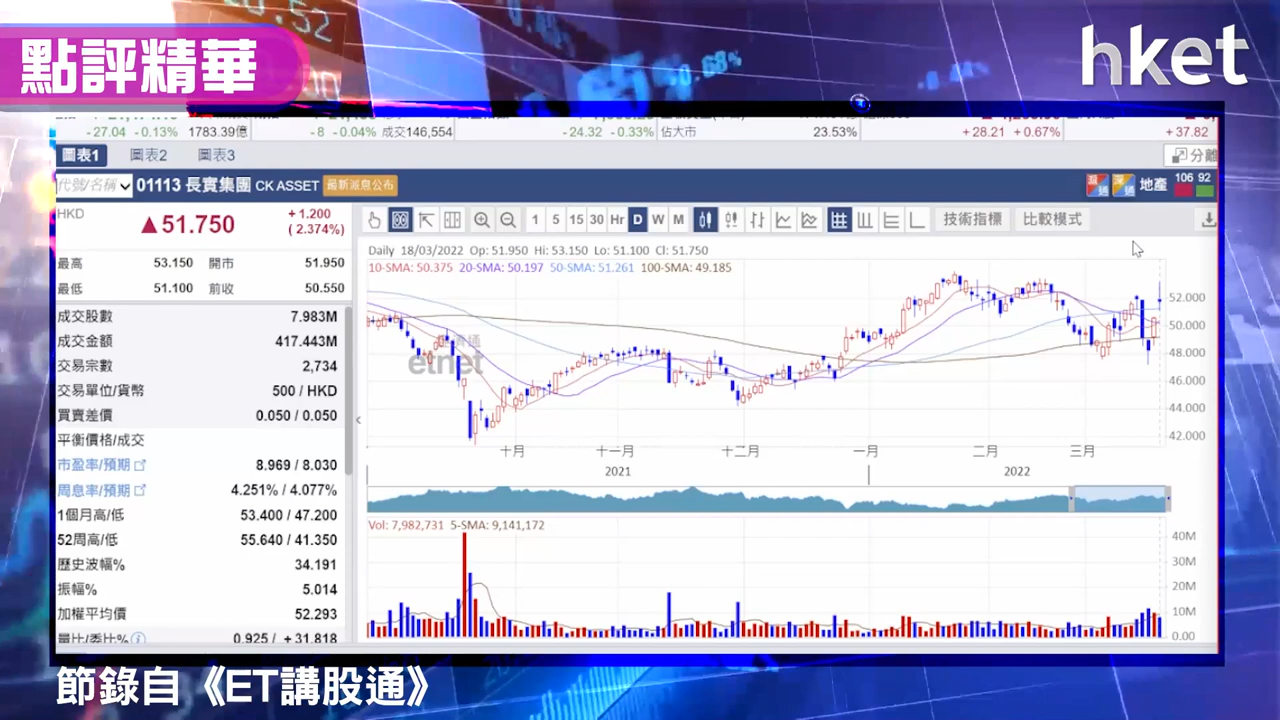 點評精華
hket
-27.04 -0.13% 1783.39億 -8 -0.04% 成交146,554 -24.32 -0.33% 佔大市 23.53% +28.21 +0.67% +37.82
圖表1 圖表2 圖表3 分離
代號/名稱 01113 長實集團 CK ASSET 最新派息公布 地產 106 92
HKD ▲51.750 +1.200 (2.374%)
最高 53.150 開市 51.950
最低 51.100 前收 50.550
成交股數 7.983M
成交金額 417.443M
交易宗數 2,734
交易單位/貨幣 500 / HKD
買賣差價 0.050 / 0.050
平衡價格/成交
市盈率/預期 8.969 / 8.030
周息率/預期 4.251% / 4.077%
1個月高/低 53.400 / 47.200
52周高/低 55.640 / 41.350
歷史波幅% 34.191
振幅% 5.014
加權平均價 52.293
量比/委比% 0.925 / +31.818
1 5 15 30 Hr D W M 技術指標 比較模式
Daily 18/03/2022 Op: 51.950 Hi: 53.150 Lo: 51.100 Cl: 51.750
10-SMA: 50.375 20-SMA: 50.197 50-SMA: 51.261 100-SMA: 49.185
52.000
50.000
48.000
46.000
44.000
42.000
etnet
十月 十一月 十二月 一月 二月 三月
2021 2022
Vol: 7,982,731 5-SMA: 9,141,172
40M
30M
20M
10M
0.00
節錄自《ET講股通》